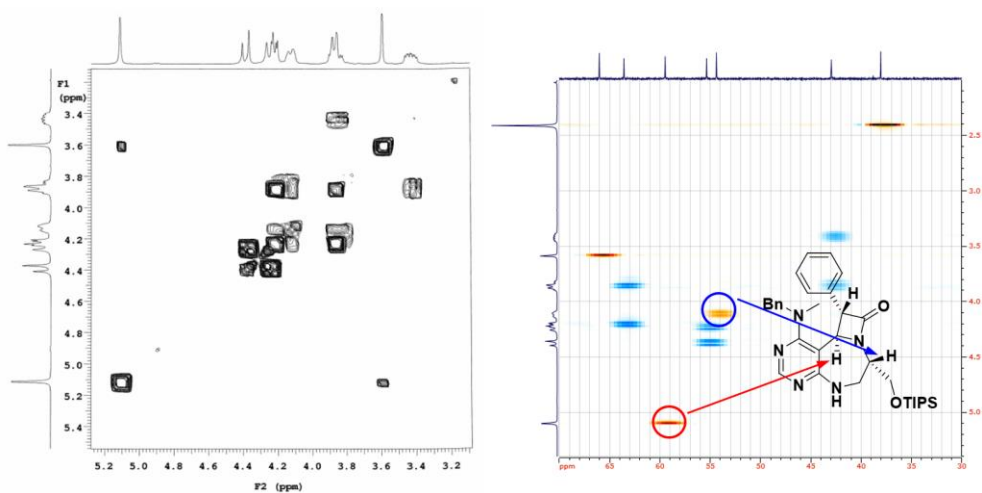 F1
(ppm)
3.4
3.6
3.8
4.0
4.2
4.4
4.6
4.8
5.0
5.2
5.4
5.2 5.0 4.8 4.6 4.4 4.2 4.0 3.8 3.6 3.4 3.2
F2 (ppm)
2.5
3.0
3.5
4.0
4.5
5.0
ppm 65 60 55 50 45 40 35 30
H
O
Bn
N
N
N
H
H
N
N
H
OTIPS